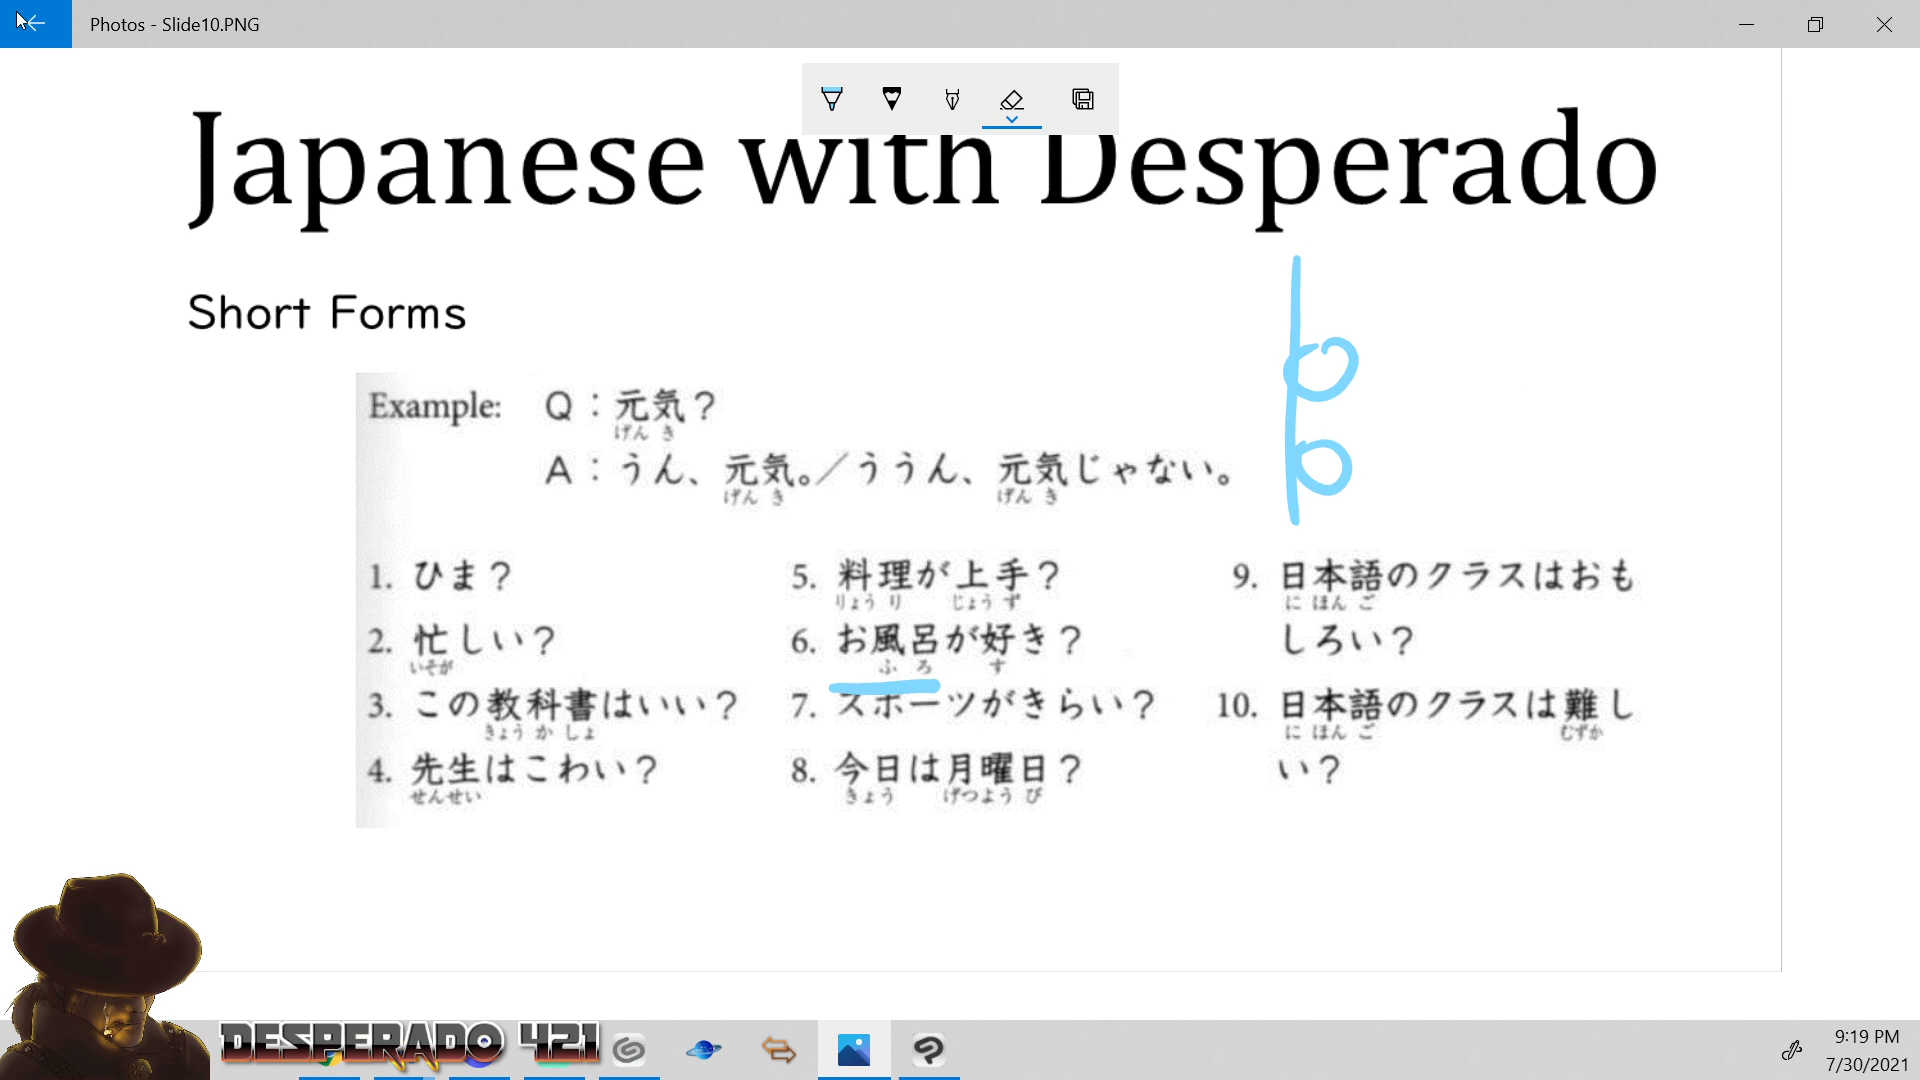 Photos - Slide10.PNG
Japanese with Desperado
Short Forms
Example: Q：元気？
げん き
A：うん、元気。／ううん、元気じゃない。
げん き げん き
1. ひま？
2. 忙しい？
いそが
3. この教科書はいい？
きょう か しょ
4. 先生はこわい？
せんせい
5. 料理が上手？
りょう り じょう ず
6. お風呂が好き？
ふ ろ す
7. スポーツがきらい？
8. 今日は月曜日？
きょう げつよう び
9. 日本語のクラスはおも
に ほん ご
しろい？
10. 日本語のクラスは難し
に ほん ご むずか
い？
DESPERADO 421
9:19 PM
7/30/2021